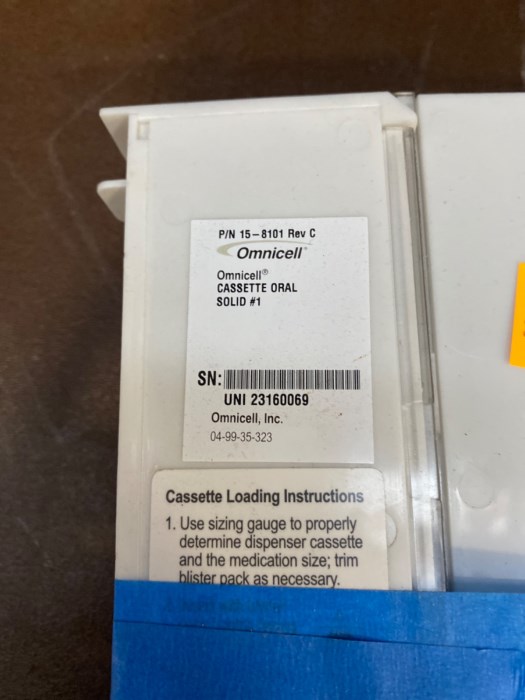 P/N 15-8101 Rev C
Omnicell
Omnicell®
CASSETTE ORAL
SOLID #1
SN:
UNI 23160069
Omnicell, Inc.
04-99-35-323
Cassette Loading Instructions
1. Use sizing gauge to properly
determine dispenser cassette
and the medication size; trim
blister pack as necessary.